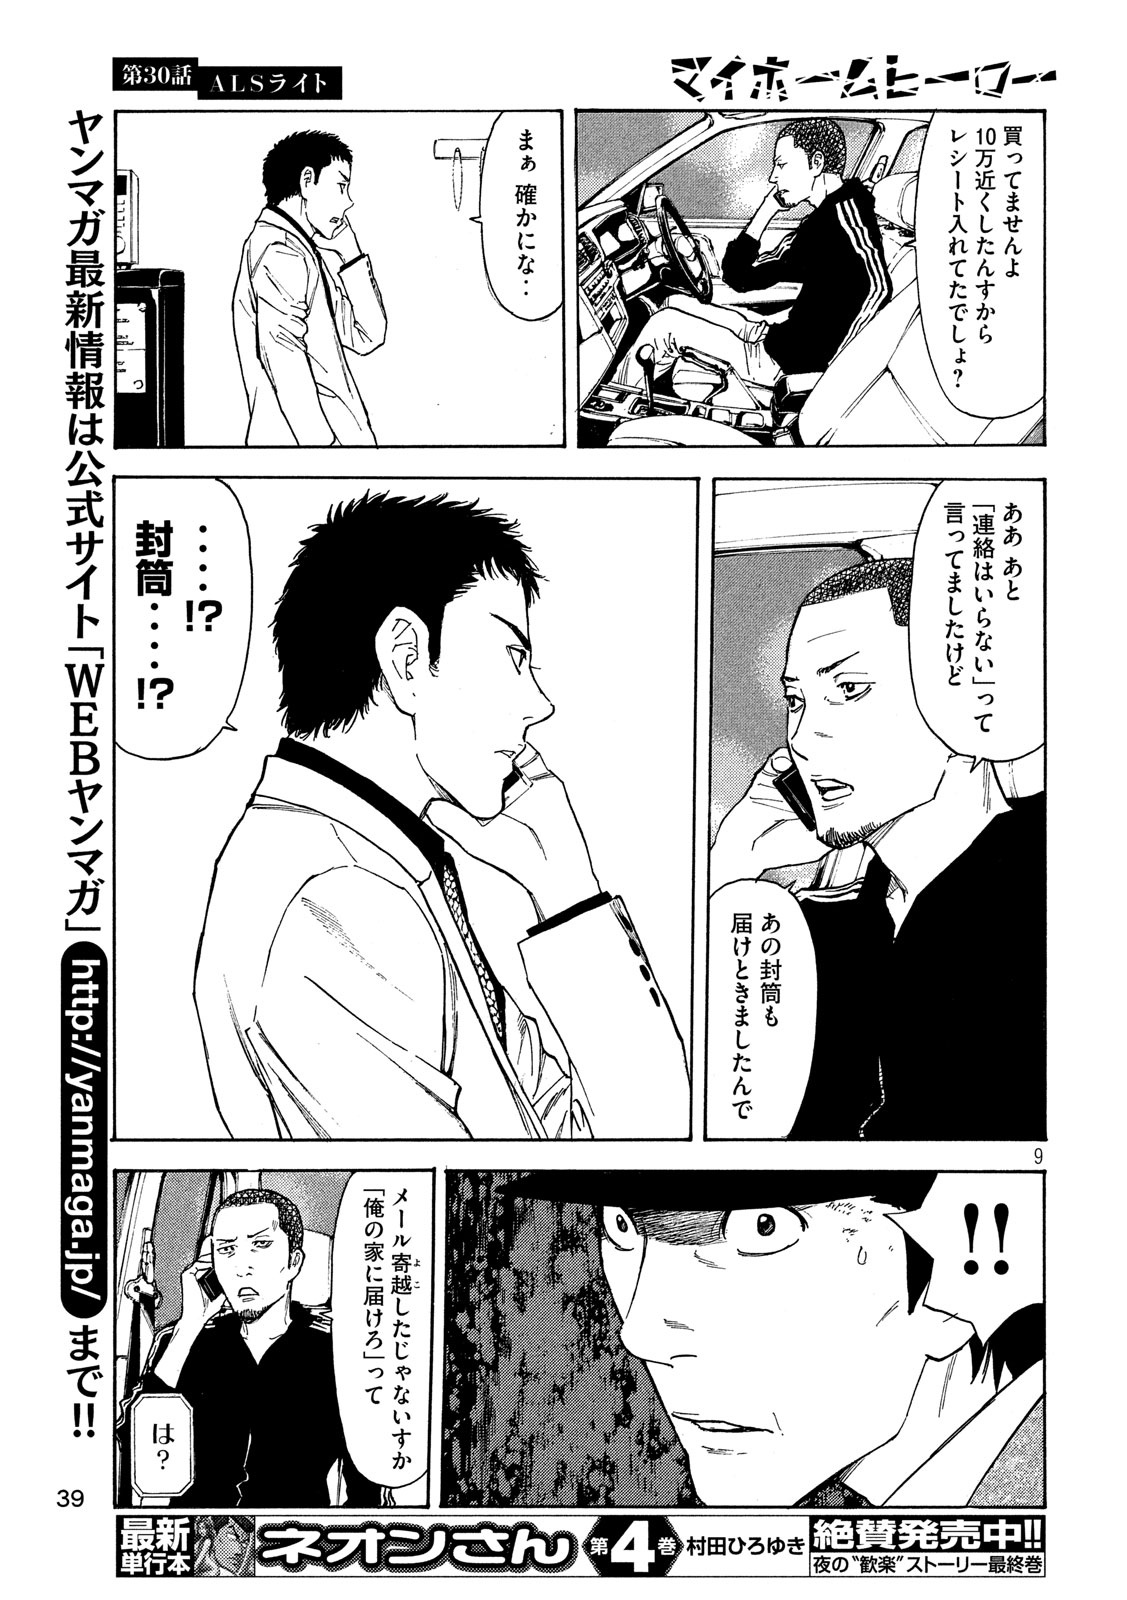 第30話
ALSライト
マイホームヒーロー
買ってませんよ
10万近くしたんすから
レシート入れてたでしょ?
まぁ 確かにな‥
ああ あと
「連絡はいらない」って
言ってましたけど
あの封筒も
届けときましたんで
‥‥!?
封筒‥‥!?
9
!!
メール寄越したじゃないすか
よこ
「俺の家に届けろ」って
は?
ヤンマガ最新情報は公式サイト「WEBヤンマガ」http://yanmaga.jp/まで!!
39
最新
単行本
ネオンさん
第4巻
村田ひろゆき
絶賛発売中!!
夜の“歓楽”ストーリー最終巻